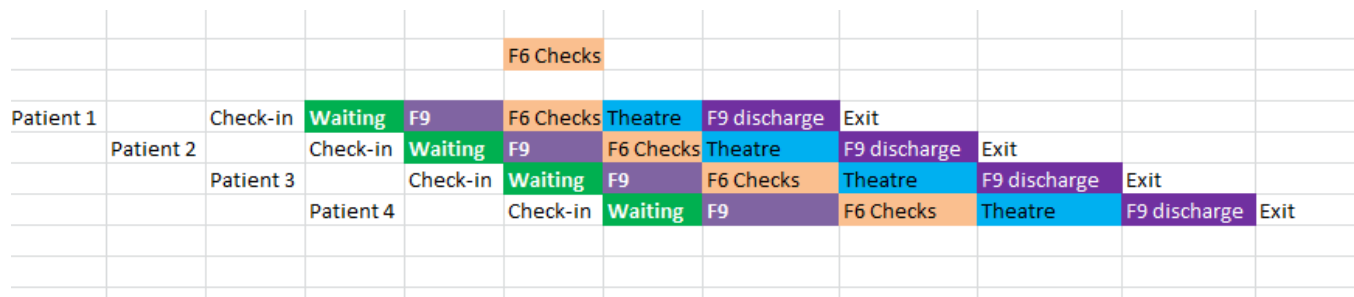 F6 Checks
Patient 1 Check-in Waiting F9 F6 Checks Theatre F9 discharge Exit
Patient 2 Check-in Waiting F9 F6 Checks Theatre F9 discharge Exit
Patient 3 Check-in Waiting F9 F6 Checks Theatre F9 discharge Exit
Patient 4 Check-in Waiting F9 F6 Checks Theatre F9 discharge Exit